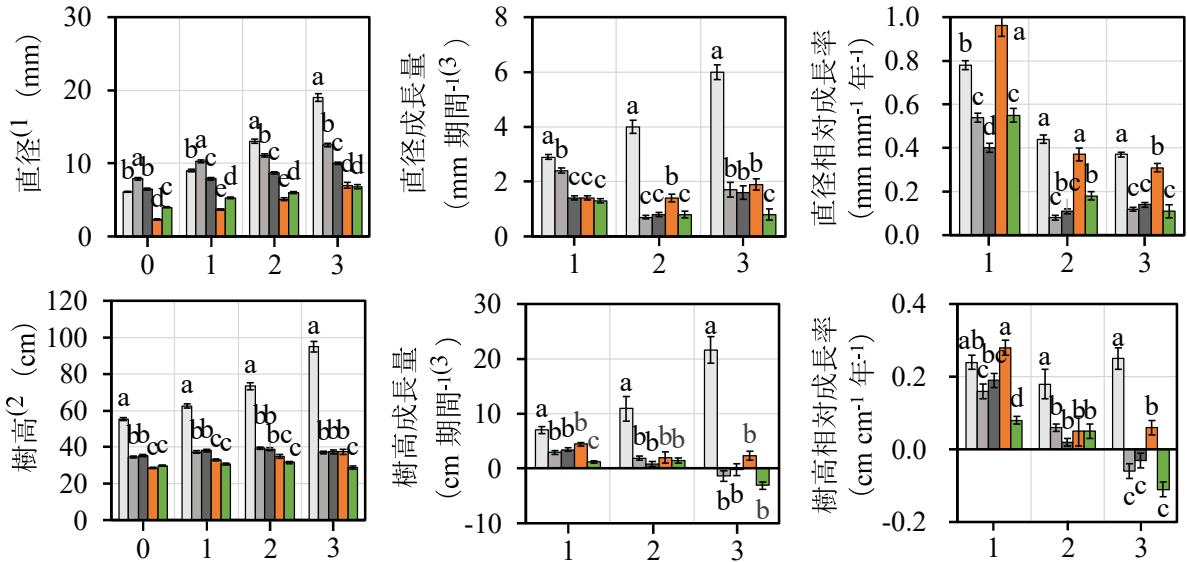 直径(1 (mm)
30
20
10
0
b a b d c
b a c e d
a b c e d
a b c d d
0 1 2 3
直径成長量
(mm 期間-1(3)
8
6
4
2
0
a b c c c
a c c b c
a b b b c
1 2 3
直径相対成長率
(mm mm-1 年-1)
1.0
0.8
0.6
0.4
0.2
0.0
b c d a c
a c bc a b
a c c b c
1 2 3
樹高(2 (cm)
120
100
80
60
40
20
0
a b b c c
a b b c c
a b b b c
a b b b c
0 1 2 3
樹高成長量
(cm 期間-1(3)
30
20
10
0
-10
a b b b c
a b b b b
a b b b b
1 2 3
樹高相対成長率
(cm cm-1 年-1)
0.4
0.2
0.0
-0.2
ab c bc a d
a b b b b
a c c b c
1 2 3